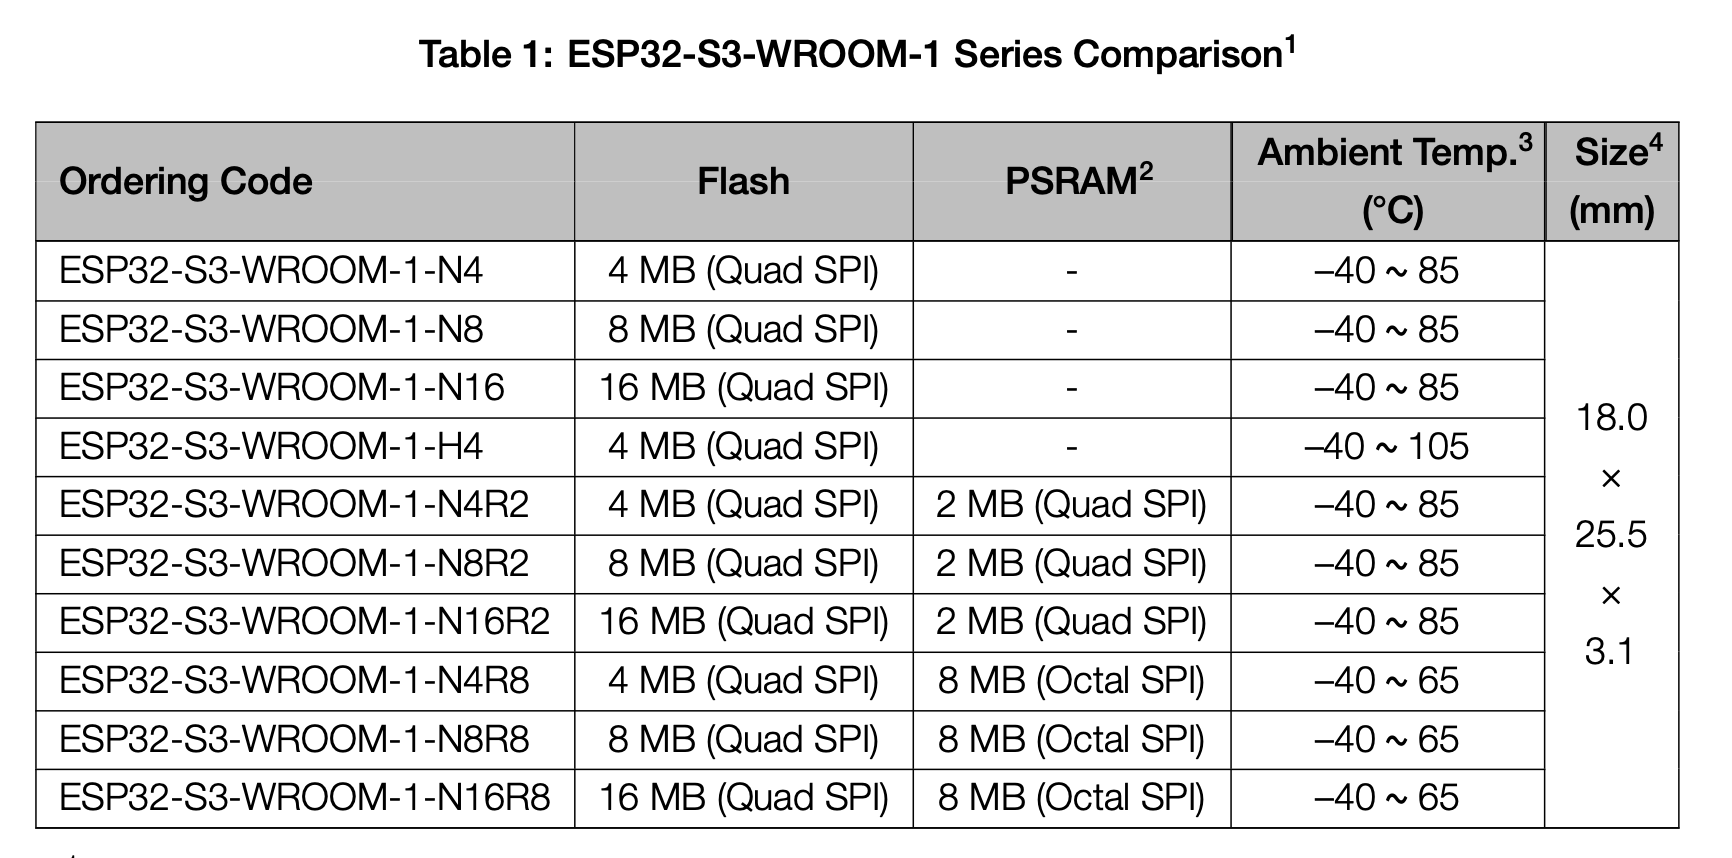 Table 1: ESP32-S3-WROOM-1 Series Comparison1
Ordering Code Flash PSRAM2 Ambient Temp.3 (°C) Size4 (mm)
ESP32-S3-WROOM-1-N4 4 MB (Quad SPI) - –40 ~ 85
ESP32-S3-WROOM-1-N8 8 MB (Quad SPI) - –40 ~ 85
ESP32-S3-WROOM-1-N16 16 MB (Quad SPI) - –40 ~ 85
ESP32-S3-WROOM-1-H4 4 MB (Quad SPI) - –40 ~ 105
ESP32-S3-WROOM-1-N4R2 4 MB (Quad SPI) 2 MB (Quad SPI) –40 ~ 85
ESP32-S3-WROOM-1-N8R2 8 MB (Quad SPI) 2 MB (Quad SPI) –40 ~ 85
ESP32-S3-WROOM-1-N16R2 16 MB (Quad SPI) 2 MB (Quad SPI) –40 ~ 85
ESP32-S3-WROOM-1-N4R8 4 MB (Quad SPI) 8 MB (Octal SPI) –40 ~ 65
ESP32-S3-WROOM-1-N8R8 8 MB (Quad SPI) 8 MB (Octal SPI) –40 ~ 65
ESP32-S3-WROOM-1-N16R8 16 MB (Quad SPI) 8 MB (Octal SPI) –40 ~ 65
18.0
×
25.5
×
3.1